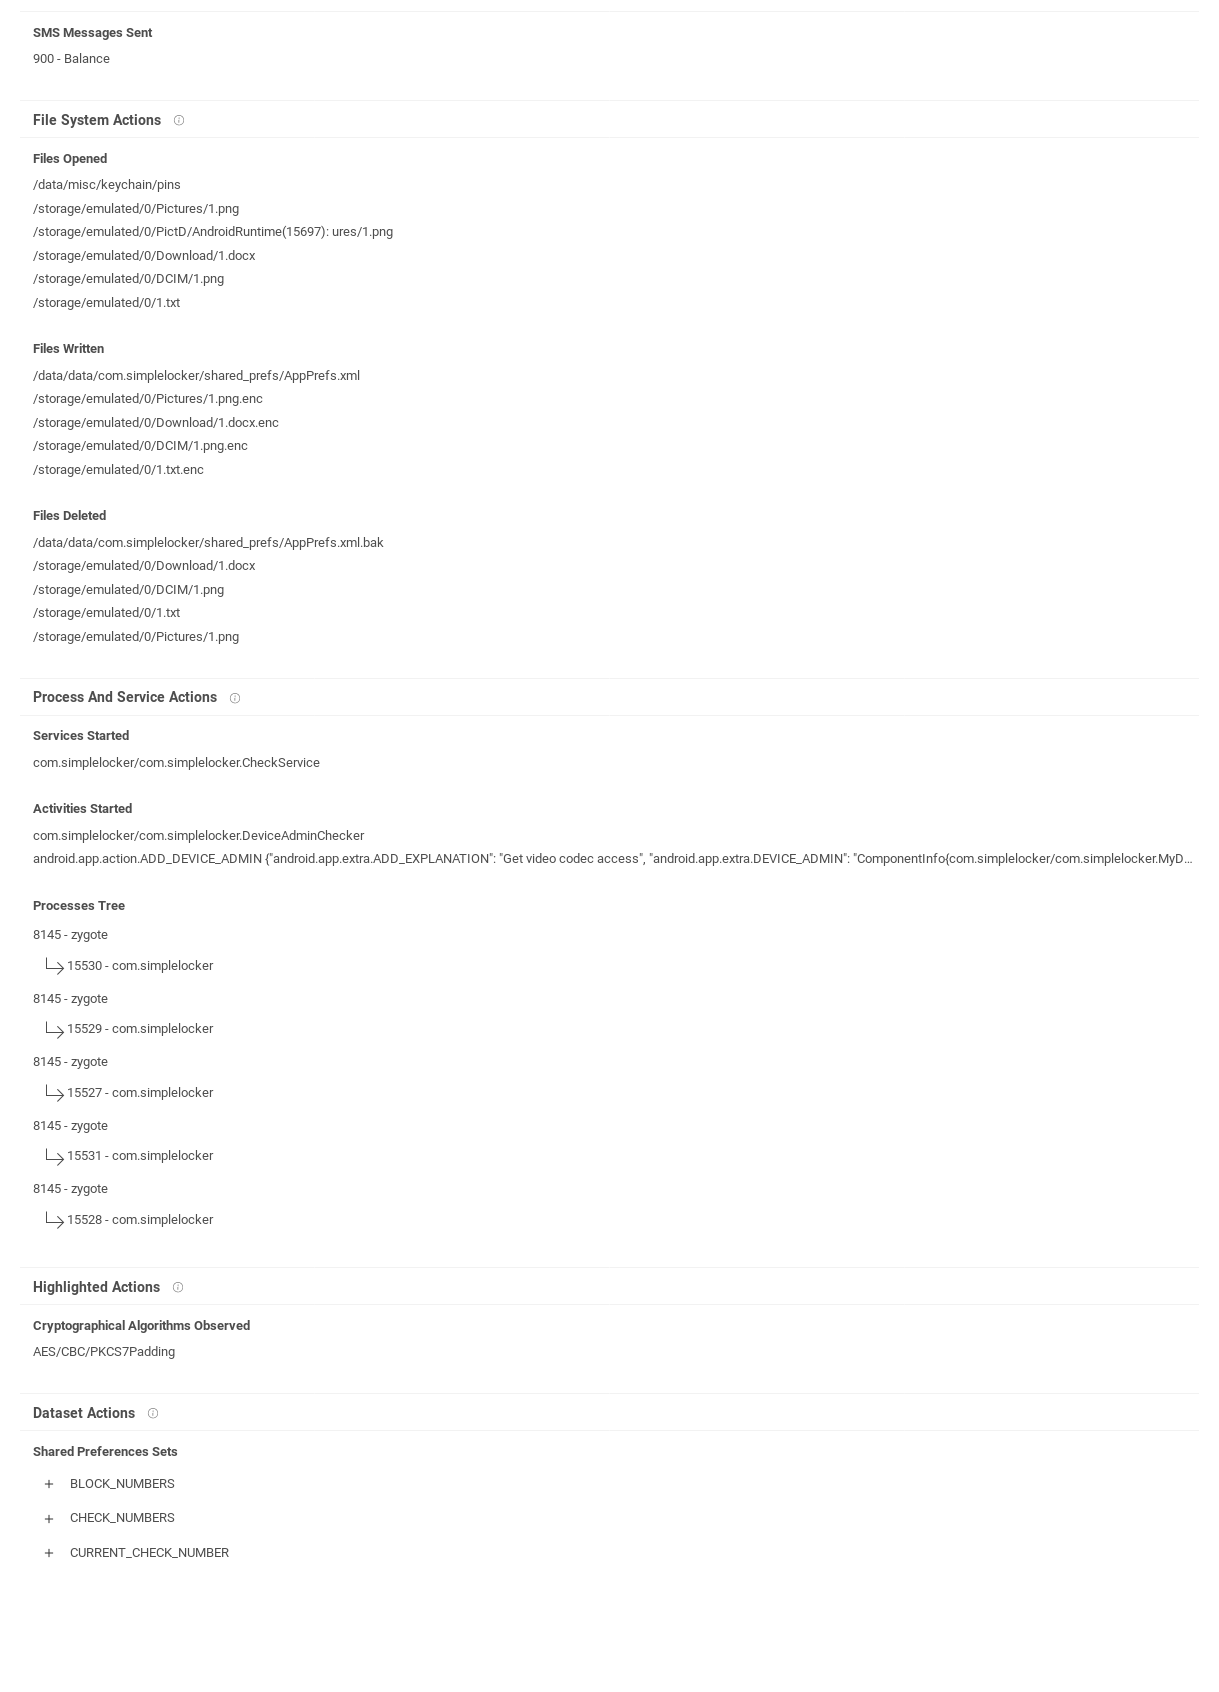 SMS Messages Sent
900 - Balance
File System Actions
Files Opened
/data/misc/keychain/pins
/storage/emulated/0/Pictures/1.png
/storage/emulated/0/PictD/AndroidRuntime(15697): ures/1.png
/storage/emulated/0/Download/1.docx
/storage/emulated/0/DCIM/1.png
/storage/emulated/0/1.txt
Files Written
/data/data/com.simplelocker/shared_prefs/AppPrefs.xml
/storage/emulated/0/Pictures/1.png.enc
/storage/emulated/0/Download/1.docx.enc
/storage/emulated/0/DCIM/1.png.enc
/storage/emulated/0/1.txt.enc
Files Deleted
/data/data/com.simplelocker/shared_prefs/AppPrefs.xml.bak
/storage/emulated/0/Download/1.docx
/storage/emulated/0/DCIM/1.png
/storage/emulated/0/1.txt
/storage/emulated/0/Pictures/1.png
Process And Service Actions
Services Started
com.simplelocker/com.simplelocker.CheckService
Activities Started
com.simplelocker/com.simplelocker.DeviceAdminChecker
android.app.action.ADD_DEVICE_ADMIN {"android.app.extra.ADD_EXPLANATION": "Get video codec access", "android.app.extra.DEVICE_ADMIN": "ComponentInfo{com.simplelocker/com.simplelocker.MyD...
Processes Tree
8145 - zygote
15530 - com.simplelocker
8145 - zygote
15529 - com.simplelocker
8145 - zygote
15527 - com.simplelocker
8145 - zygote
15531 - com.simplelocker
8145 - zygote
15528 - com.simplelocker
Highlighted Actions
Cryptographical Algorithms Observed
AES/CBC/PKCS7Padding
Dataset Actions
Shared Preferences Sets
+ BLOCK_NUMBERS
+ CHECK_NUMBERS
+ CURRENT_CHECK_NUMBER